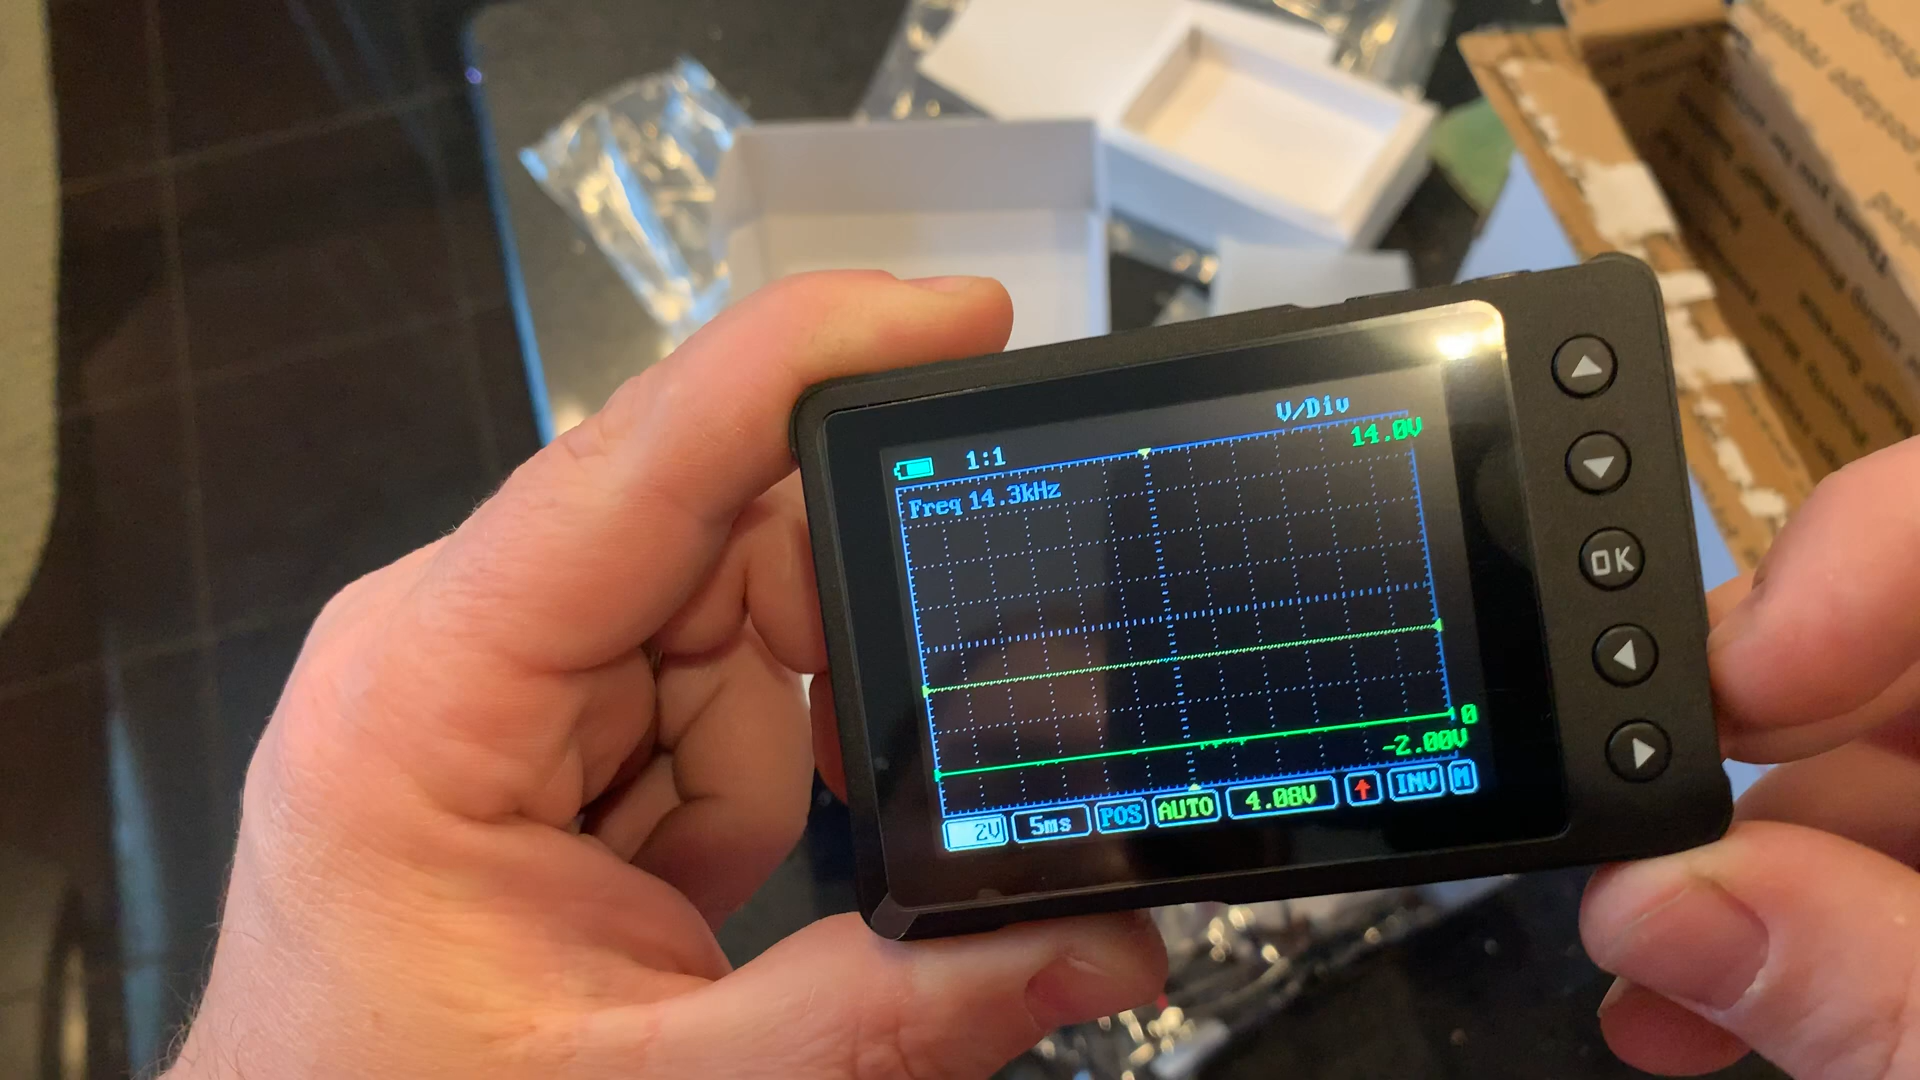 V/Div
1:1
14.0V
Freq 14.3kHz
0
-2.00V
2V 5ms POS AUTO 4.08V ↑ INV M
OK